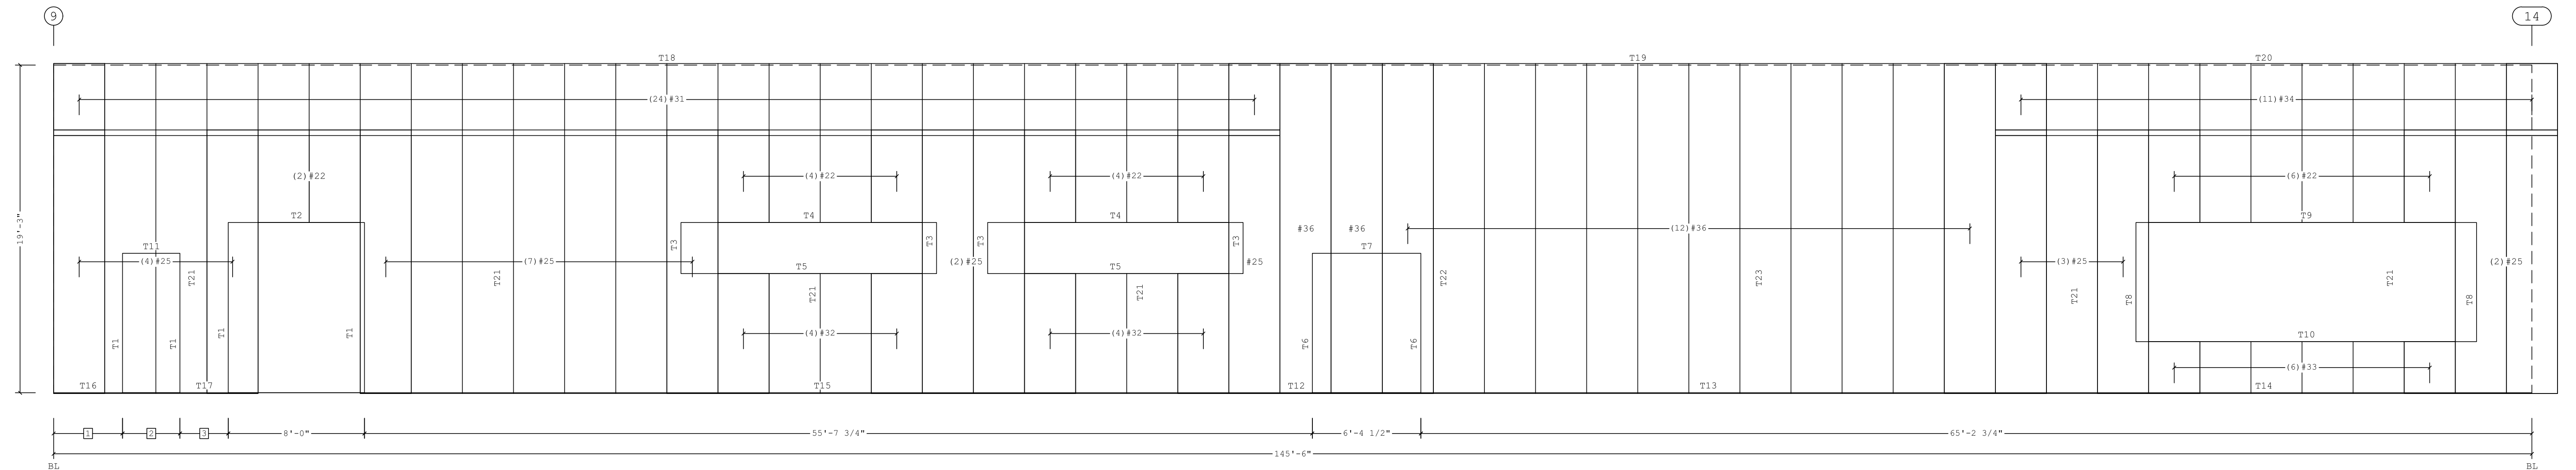 9
14
T18
T19
T20
(24)#31
(11)#34
19'-3"
(2)#22
(4)#22
(4)#22
(6)#22
T2
T4
T4
T9
#36
#36
(12)#36
T11
T3
T3
T3
T3
T7
(4)#25
(7)#25
(2)#25
#25
(3)#25
(2)#25
T5
T5
T21
T21
T21
T21
T22
T23
T21
T21
T8
T8
T1
T1
T1
T1
(4)#32
(4)#32
T6
T6
T10
(6)#33
T16
T17
T15
T12
T13
T14
1
2
3
8'-0"
55'-7 3/4"
6'-4 1/2"
65'-2 3/4"
145'-6"
BL
BL